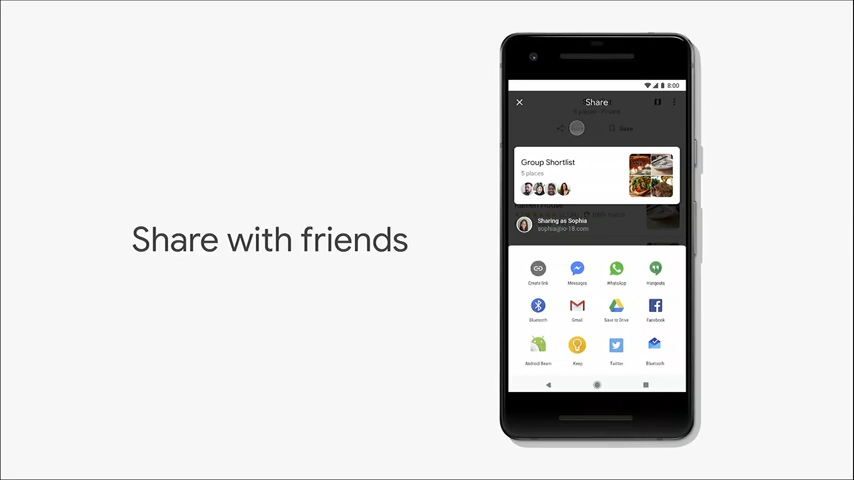 Share with friends
8:00
Share
Save
Group Shortlist
5 places
Sharing as Sophia
sophia@io-18.com
Create link
Messages
WhatsApp
Hangouts
Bluetooth
Gmail
Save to Drive
Facebook
Android Beam
Keep
Twitter
Bluetooth